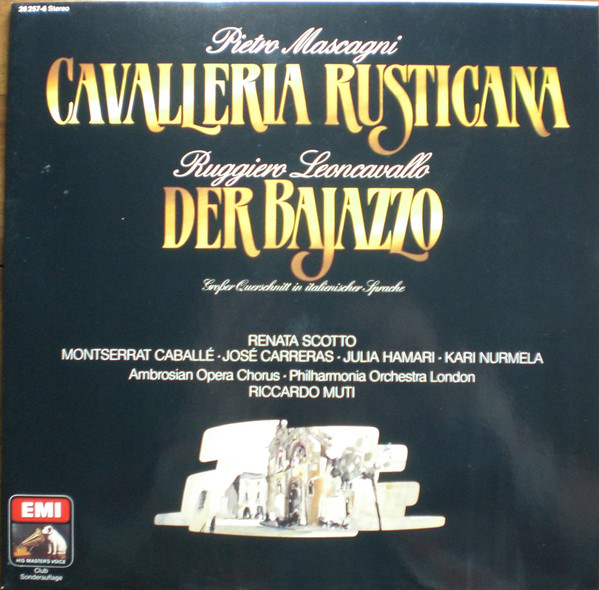 28 257-6 Stereo
Pietro Mascagni
CAVALLERIA RUSTICANA
Ruggiero Leoncavallo
DER BAJAZZO
Großer Querschnitt in italienischer Sprache
RENATA SCOTTO
MONTSERRAT CABALLÉ · JOSÉ CARRERAS · JULIA HAMARI · KARI NURMELA
Ambrosian Opera Chorus · Philharmonia Orchestra London
RICCARDO MUTI
EMI
HIS MASTER'S VOICE
Club
Sonderauflage